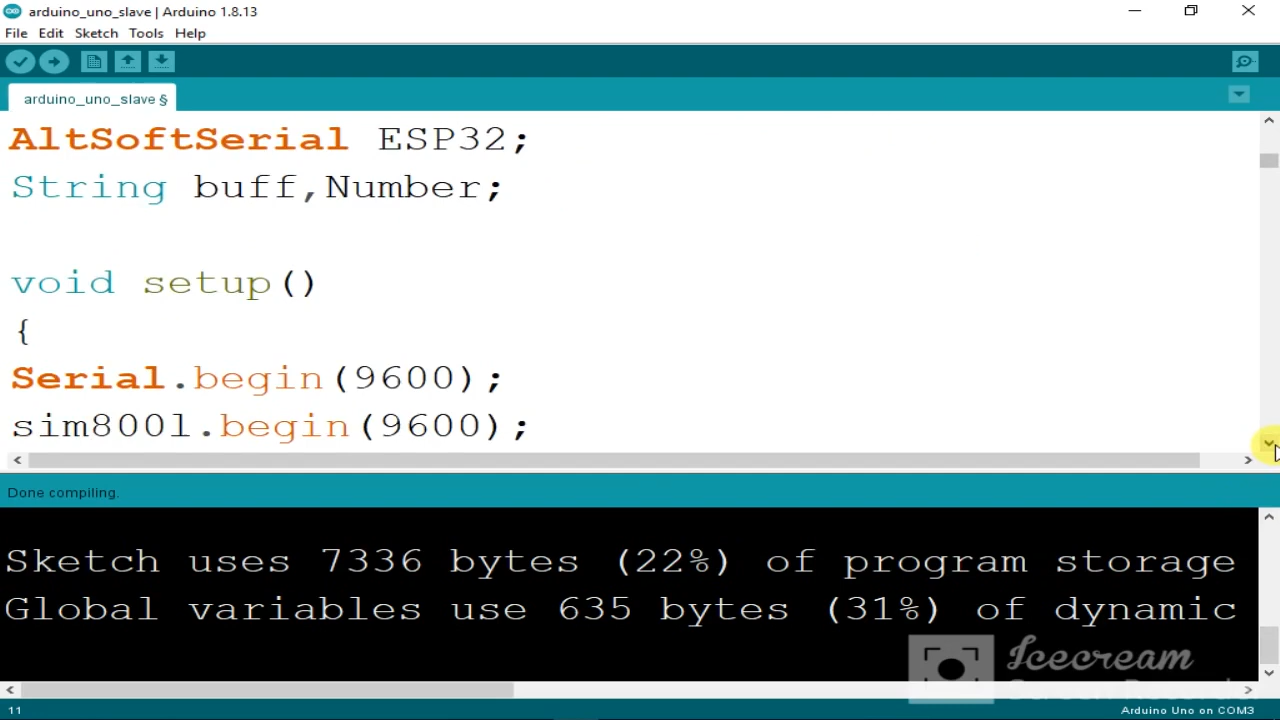 arduino_uno_slave | Arduino 1.8.13
File Edit Sketch Tools Help
arduino_uno_slave §
AltSoftSerial ESP32;
String buff,Number;
void setup()
{
Serial.begin(9600);
sim800l.begin(9600);
Done compiling.
Sketch uses 7336 bytes (22%) of program storage
Global variables use 635 bytes (31%) of dynamic
Icecream
Screen Recorder
11
Arduino Uno on COM3